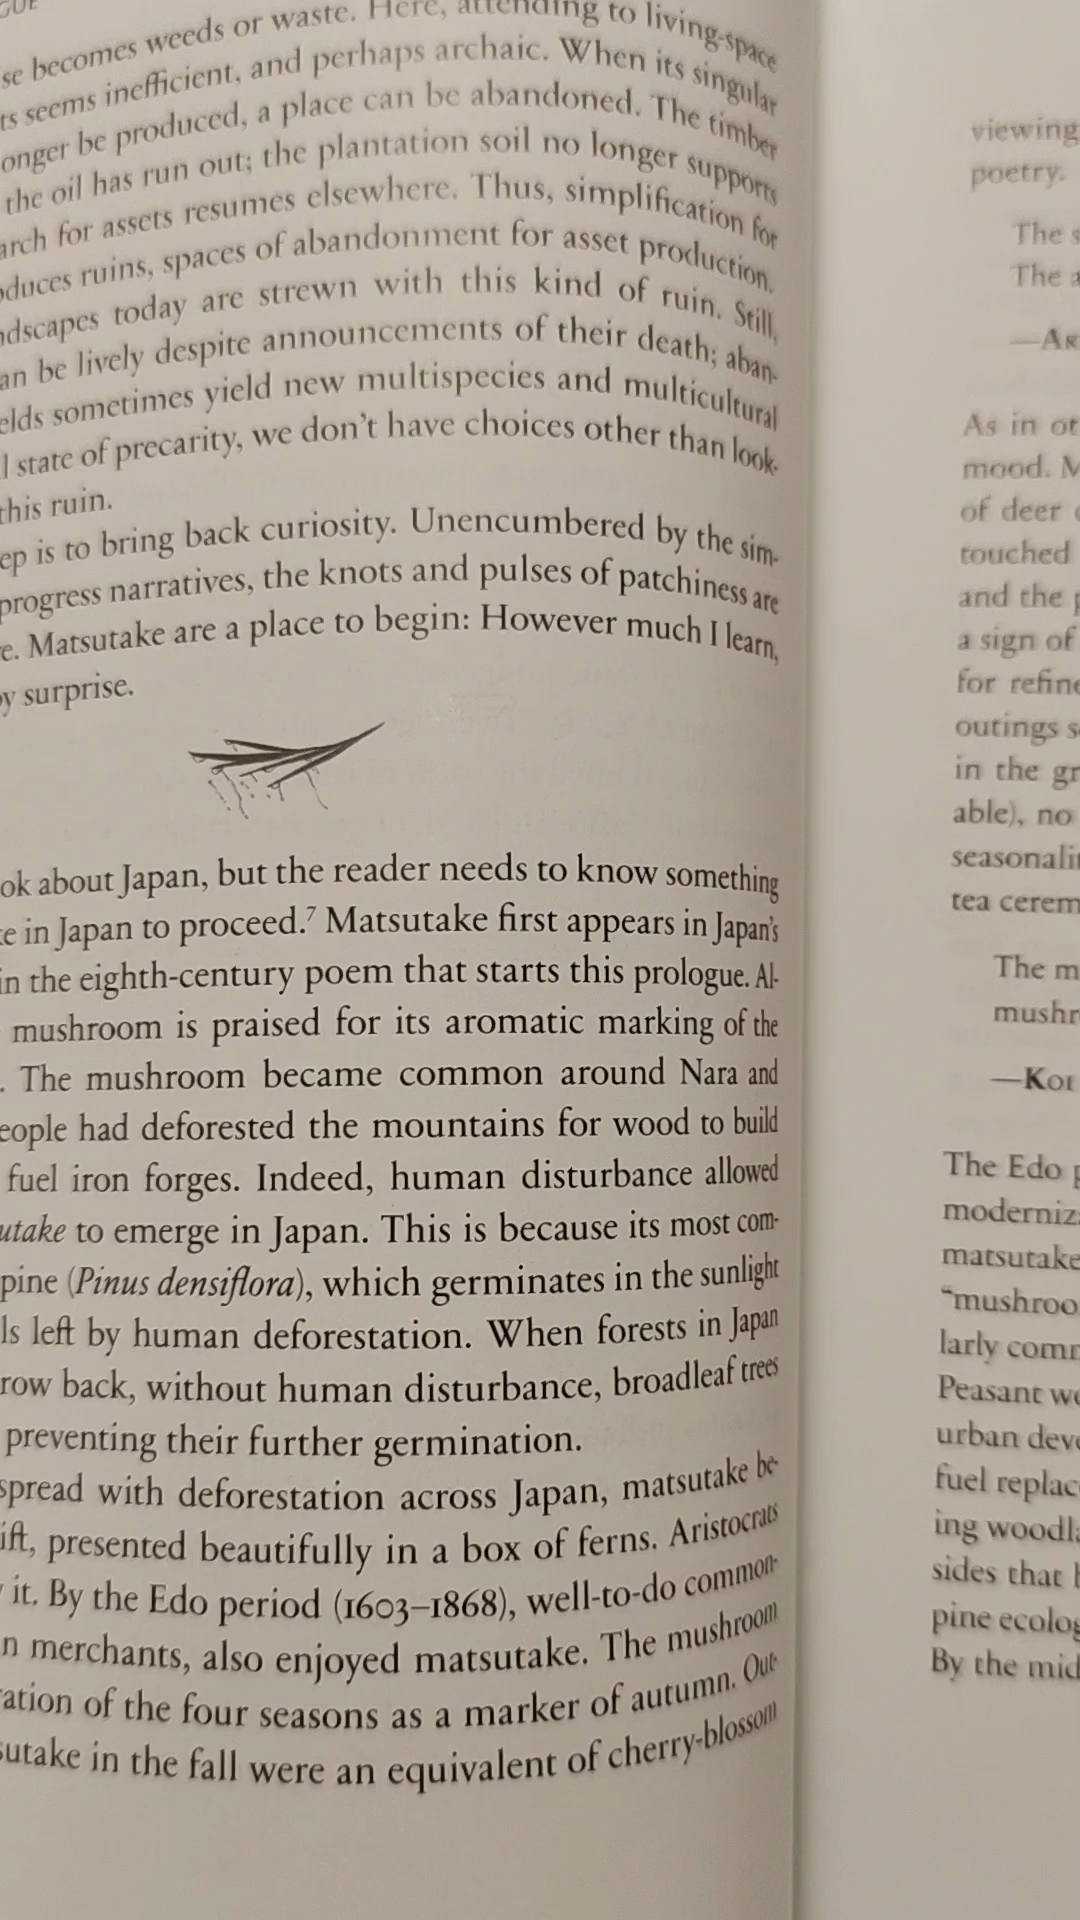 se becomes weeds or waste. Here, attending to living-space
ts seems inefficient, and perhaps archaic. When its singular
onger be produced, a place can be abandoned. The timber
the oil has run out; the plantation soil no longer supports
arch for assets resumes elsewhere. Thus, simplification for
oduces ruins, spaces of abandonment for asset production.
ndscapes today are strewn with this kind of ruin. Still,
an be lively despite announcements of their death; aban-
elds sometimes yield new multispecies and multicultural
l state of precarity, we don't have choices other than look-
this ruin.
ep is to bring back curiosity. Unencumbered by the sim-
progress narratives, the knots and pulses of patchiness are
e. Matsutake are a place to begin: However much I learn,
by surprise.
ok about Japan, but the reader needs to know something
ke in Japan to proceed.⁷ Matsutake first appears in Japan's
in the eighth-century poem that starts this prologue. Al-
mushroom is praised for its aromatic marking of the
. The mushroom became common around Nara and
eople had deforested the mountains for wood to build
fuel iron forges. Indeed, human disturbance allowed
utake to emerge in Japan. This is because its most com-
pine (Pinus densiflora), which germinates in the sunlight
ls left by human deforestation. When forests in Japan
row back, without human disturbance, broadleaf trees
preventing their further germination.
spread with deforestation across Japan, matsutake be-
ift, presented beautifully in a box of ferns. Aristocrats
it. By the Edo period (1603–1868), well-to-do common-
n merchants, also enjoyed matsutake. The mushroom
ration of the four seasons as a marker of autumn. Out-
sutake in the fall were an equivalent of cherry-blossom
viewing
poetry.
The s
The a
—Ak
As in ot
mood. M
of deer
touched
and the p
a sign of
for refine
outings s
in the gr
able), no
seasonalit
tea cerem
The m
mushr
—Koi
The Edo p
moderniza
matsutake
“mushroo
larly comm
Peasant wo
urban deve
fuel replac
ing woodla
sides that h
pine ecolog
By the mid